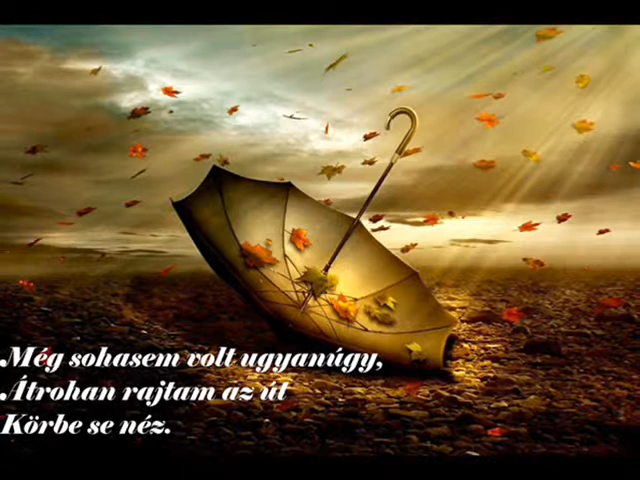 Még sohasem volt ugyanúgy,
Átrohan rajtam az út
Körbe se néz.